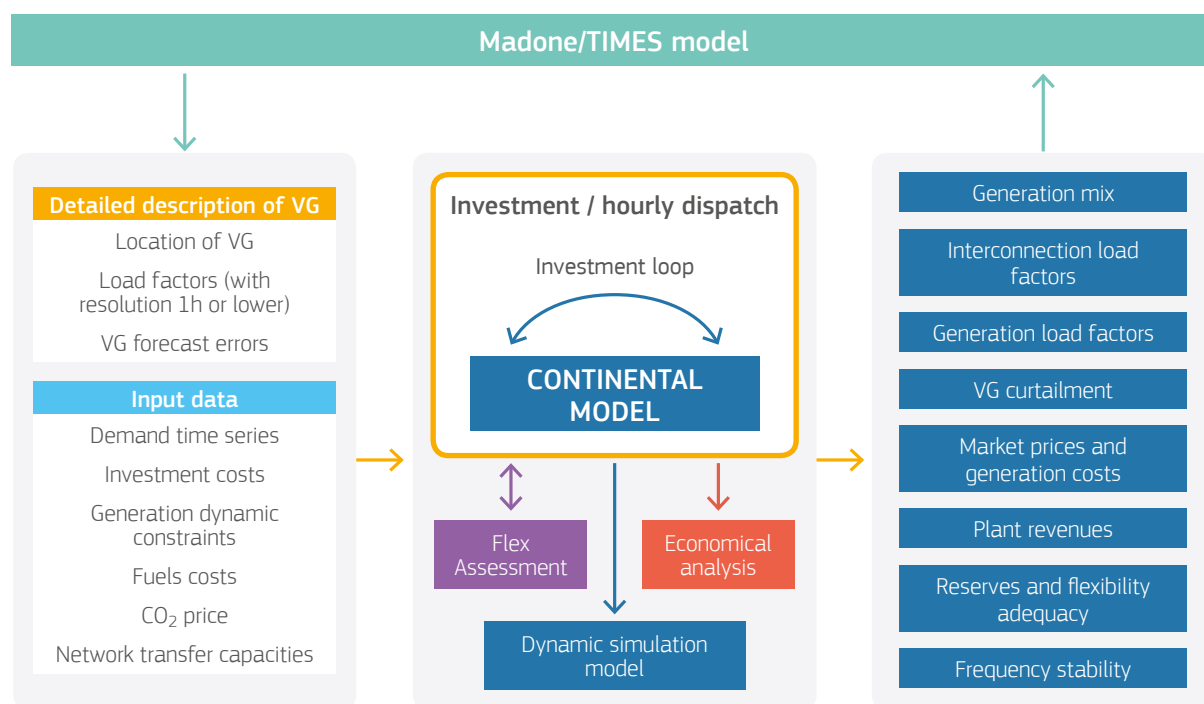 Madone/TIMES model
Detailed description of VG
Location of VG
Load factors (with
resolution 1h or lower)
VG forecast errors
Input data
Demand time series
Investment costs
Generation dynamic
constraints
Fuels costs
CO₂ price
Network transfer capacities
Investment / hourly dispatch
Investment loop
CONTINENTAL
MODEL
Flex
Assessment
Economical
analysis
Dynamic simulation
model
Generation mix
Interconnection load
factors
Generation load factors
VG curtailment
Market prices and
generation costs
Plant revenues
Reserves and flexibility
adequacy
Frequency stability